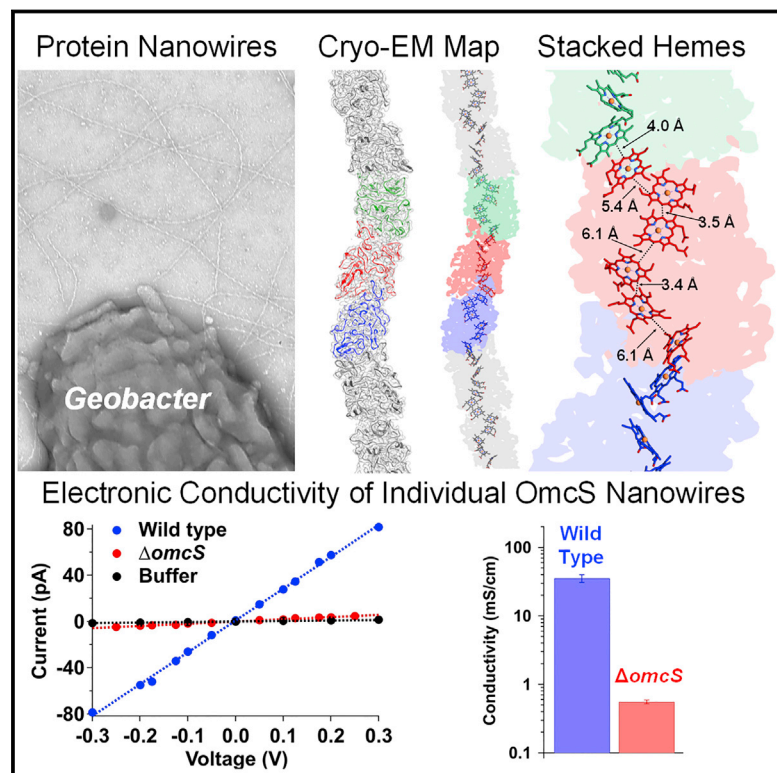 Protein Nanowires
Cryo-EM Map
Stacked Hemes
4.0 Å
5.4 Å
3.5 Å
6.1 Å
3.4 Å
6.1 Å
Geobacter
Electronic Conductivity of Individual OmcS Nanowires
80
40
0
-40
-80
Current (pA)
Wild type
ΔomcS
Buffer
-0.3 -0.2 -0.1 0.0 0.1 0.2 0.3
Voltage (V)
100
10
1
0.1
Conductivity (mS/cm)
Wild
Type
ΔomcS